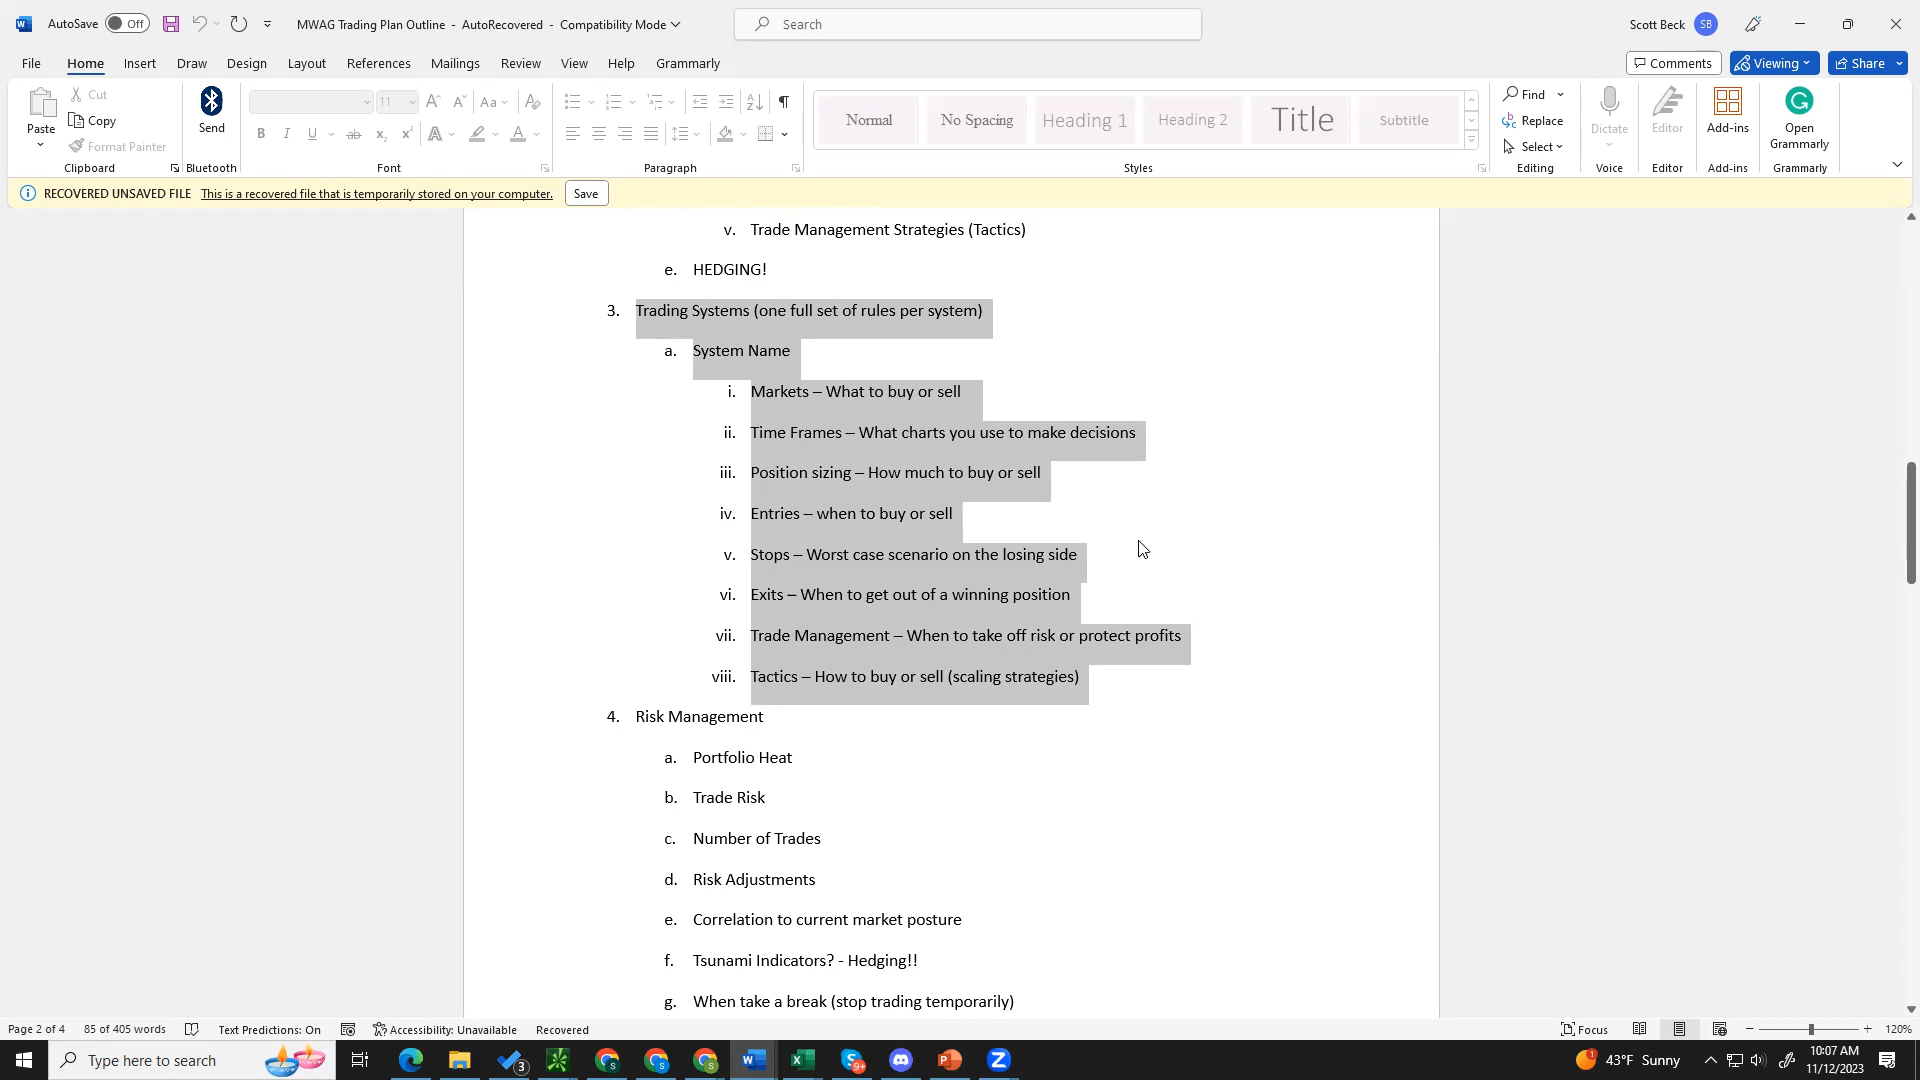 AutoSave Off MWAG Trading Plan Outline - AutoRecovered - Compatibility Mode Search Scott Beck SB
File Home Insert Draw Design Layout References Mailings Review View Help Grammarly Comments Viewing Share
Paste Cut Copy Format Painter Send 11 Aa Normal No Spacing Heading 1 Heading 2 Title Subtitle Find Replace Select Dictate Editor Add-ins Open Grammarly
Clipboard Bluetooth Font Paragraph Styles Editing Voice Editor Add-ins Grammarly
RECOVERED UNSAVED FILE This is a recovered file that is temporarily stored on your computer. Save
v. Trade Management Strategies (Tactics)
e. HEDGING!
3. Trading Systems (one full set of rules per system)
a. System Name
i. Markets – What to buy or sell
ii. Time Frames – What charts you use to make decisions
iii. Position sizing – How much to buy or sell
iv. Entries – when to buy or sell
v. Stops – Worst case scenario on the losing side
vi. Exits – When to get out of a winning position
vii. Trade Management – When to take off risk or protect profits
viii. Tactics – How to buy or sell (scaling strategies)
4. Risk Management
a. Portfolio Heat
b. Trade Risk
c. Number of Trades
d. Risk Adjustments
e. Correlation to current market posture
f. Tsunami Indicators? - Hedging!!
g. When take a break (stop trading temporarily)
Page 2 of 4 85 of 405 words Text Predictions: On Accessibility: Unavailable Recovered Focus 120%
Type here to search 3 9+ 43°F Sunny 10:07 AM
11/12/2023